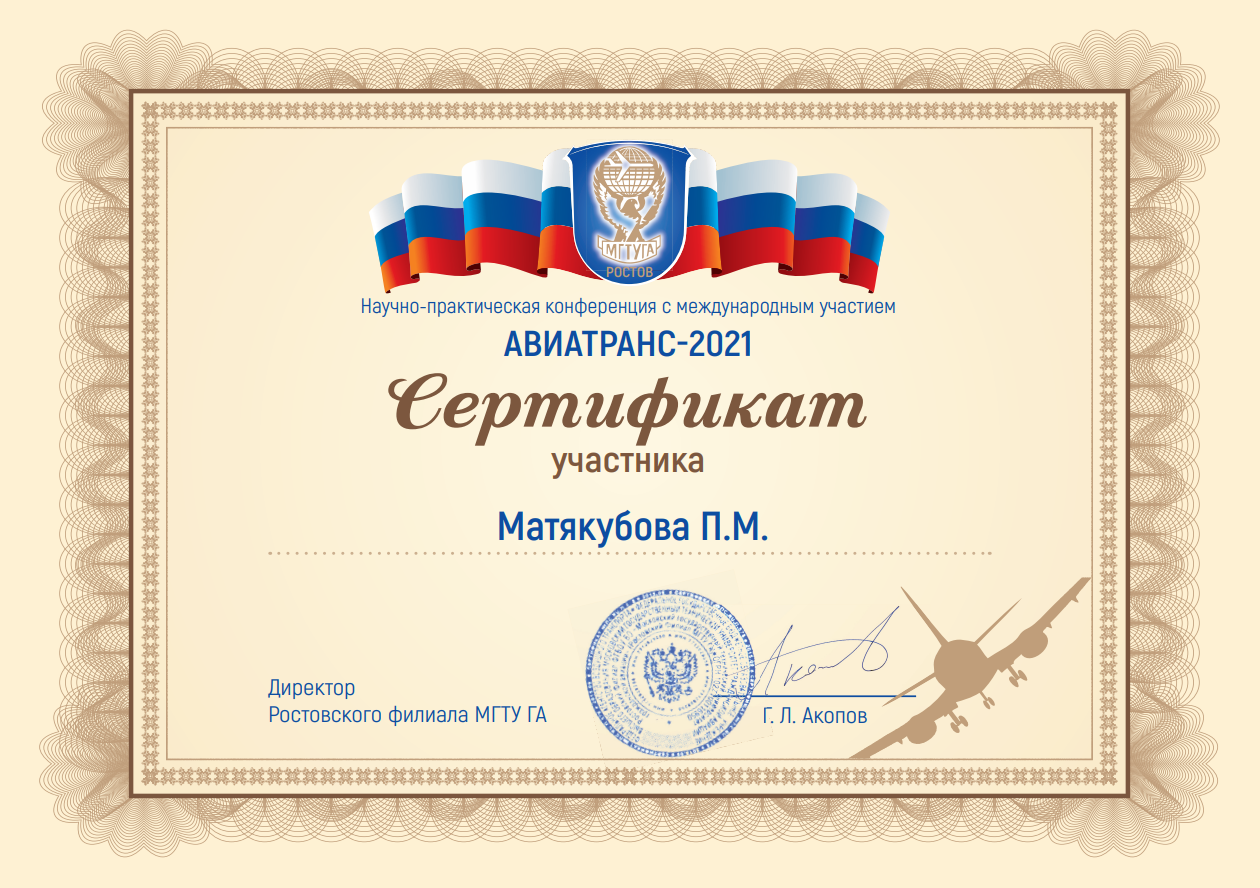 МГТУГА
РОСТОВ
Научно-практическая конференция с международным участием
АВИАТРАНС-2021
Сертификат
участника
Матякубова П.М.
Директор
Ростовского филиала МГТУ ГА
Г. Л. Акопов